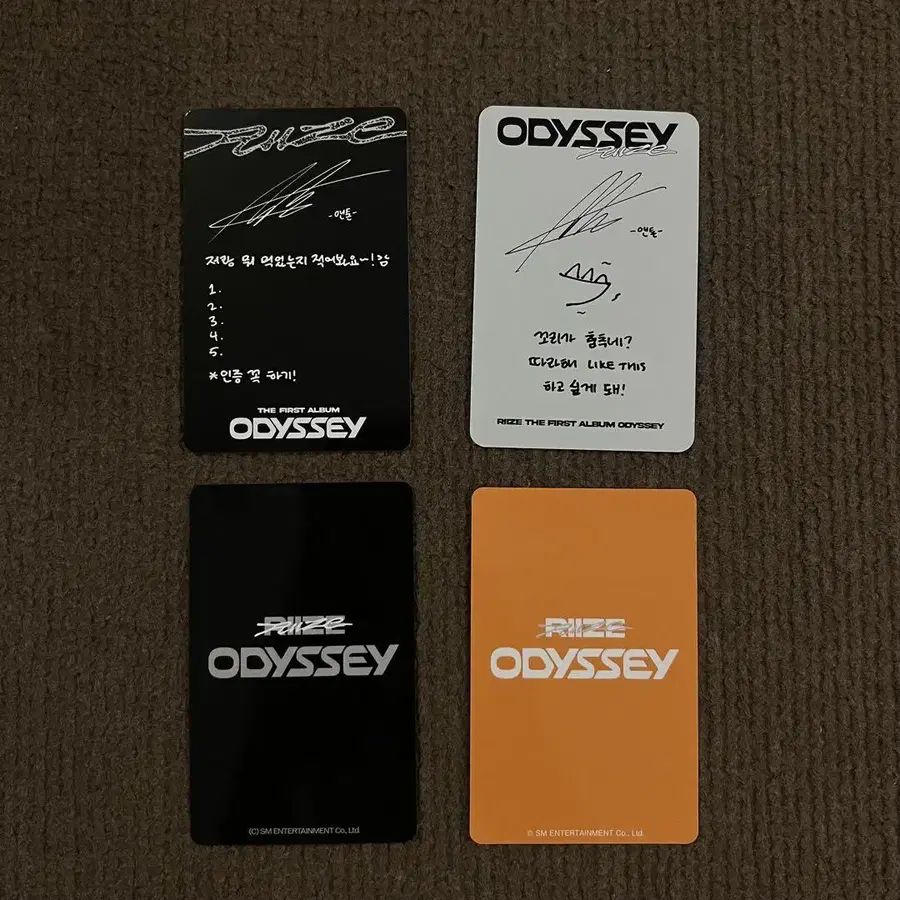 RIIZE
-앤톤-
저랑 뭐 먹었는지 적어보요~!감
1.
2.
3.
4.
5.
*인증 꼭 하기!
THE FIRST ALBUM
ODYSSEY
ODYSSEY
RIIZE
-앤톤-
꼬리가 춤추네?
따라해 LIKE THIS
하고 싶게 돼!
RIIZE THE FIRST ALBUM ODYSSEY
RIIZE
ODYSSEY
(C) SM ENTERTAINMENT Co., Ltd.
RIIZE
ODYSSEY
© SM ENTERTAINMENT Co., Ltd.